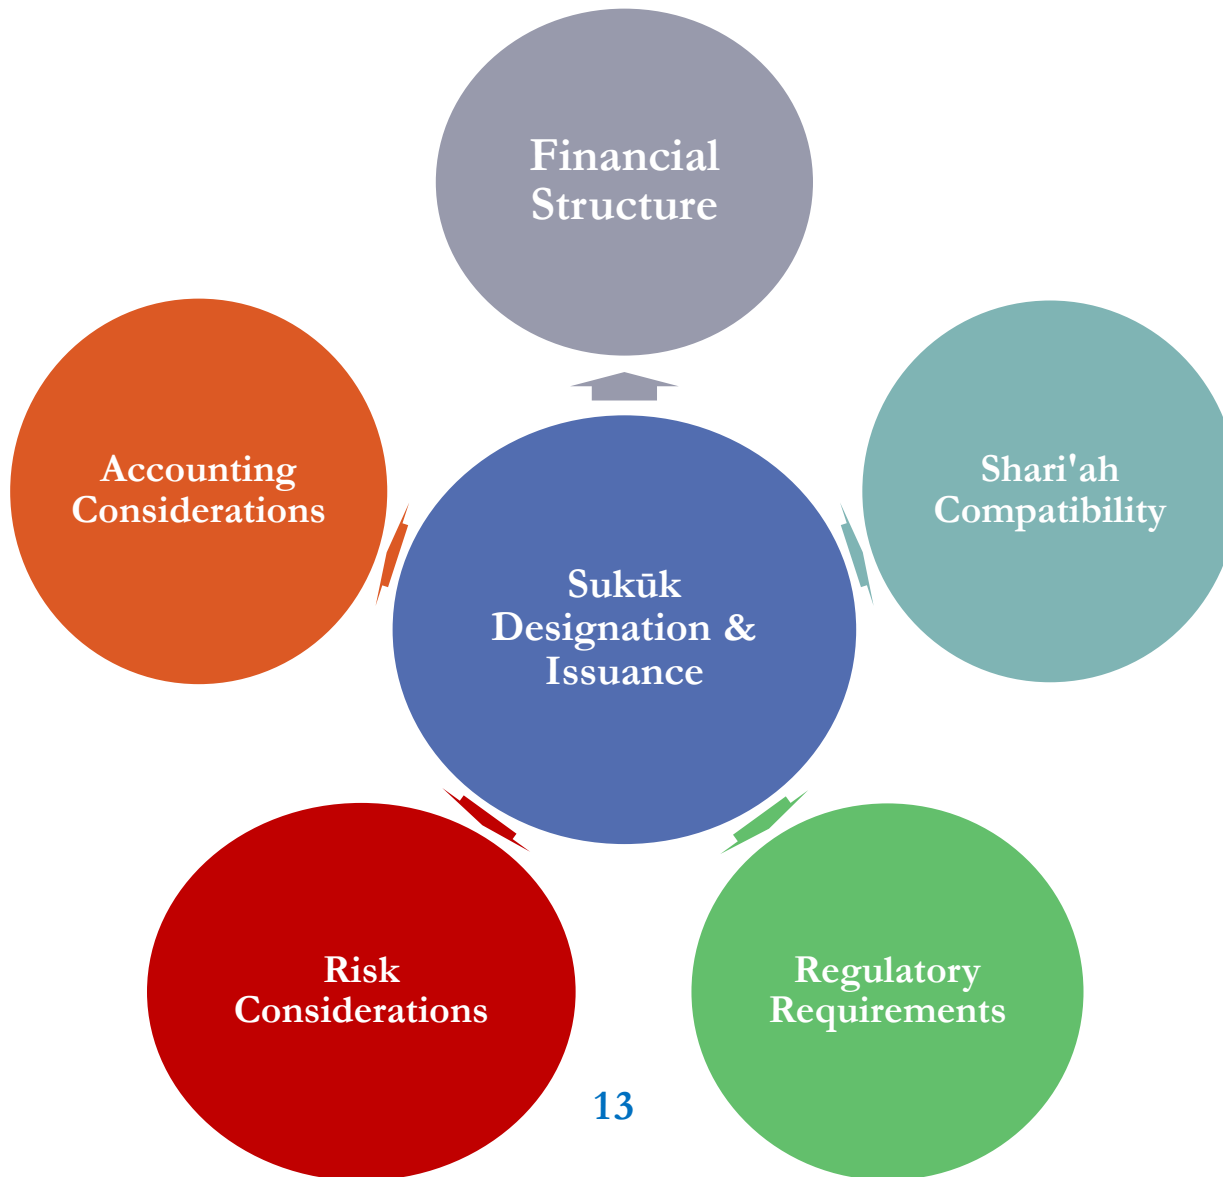 Financial
Structure
Accounting
Considerations
Shari'ah
Compatibility
Sukūk
Designation &
Issuance
Risk
Considerations
Regulatory
Requirements
13